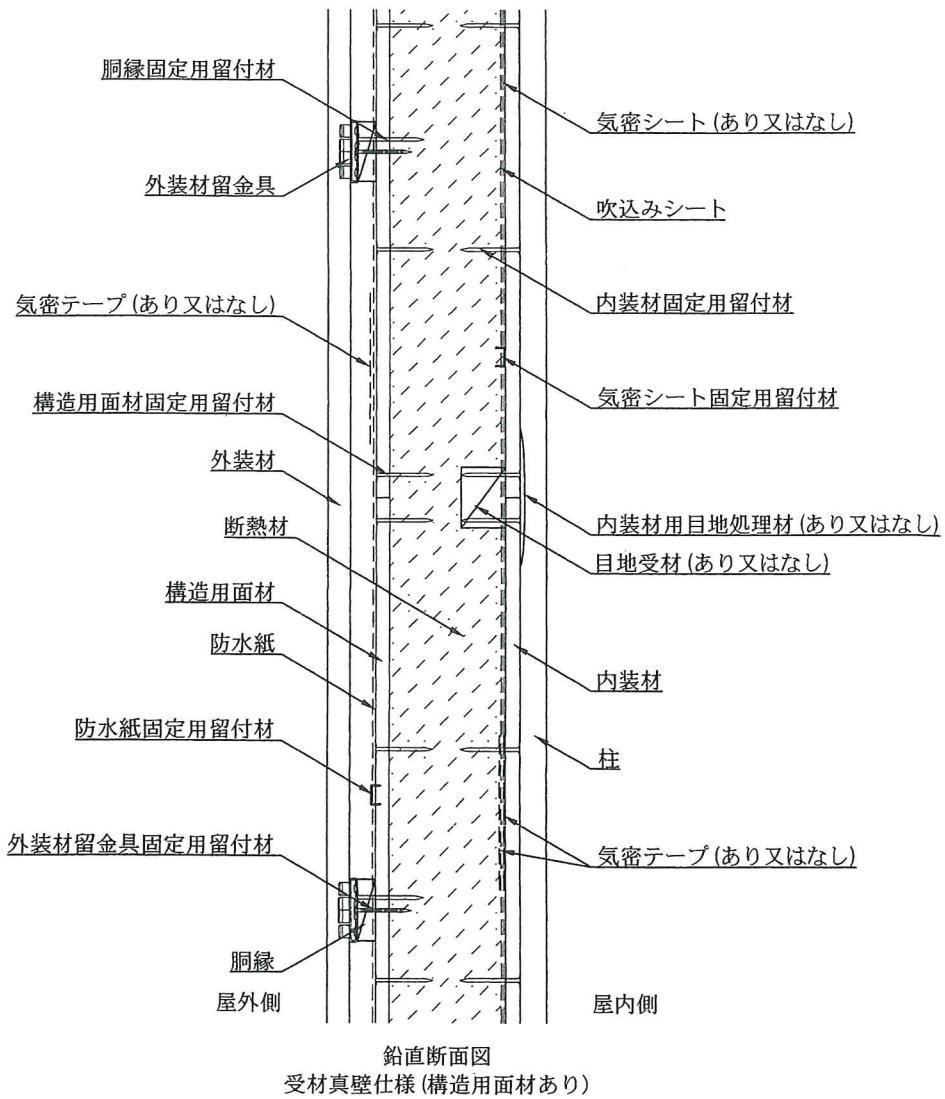 胴縁固定用留付材
外装材留金具
気密テープ(あり又はなし)
構造用面材固定用留付材
外装材
断熱材
構造用面材
防水紙
防水紙固定用留付材
外装材留金具固定用留付材
胴縁
屋外側
気密シート(あり又はなし)
吹込みシート
内装材固定用留付材
気密シート固定用留付材
内装材用目地処理材(あり又はなし)
目地受材(あり又はなし)
内装材
柱
気密テープ(あり又はなし)
屋内側
鉛直断面図
受材真壁仕様(構造用面材あり)